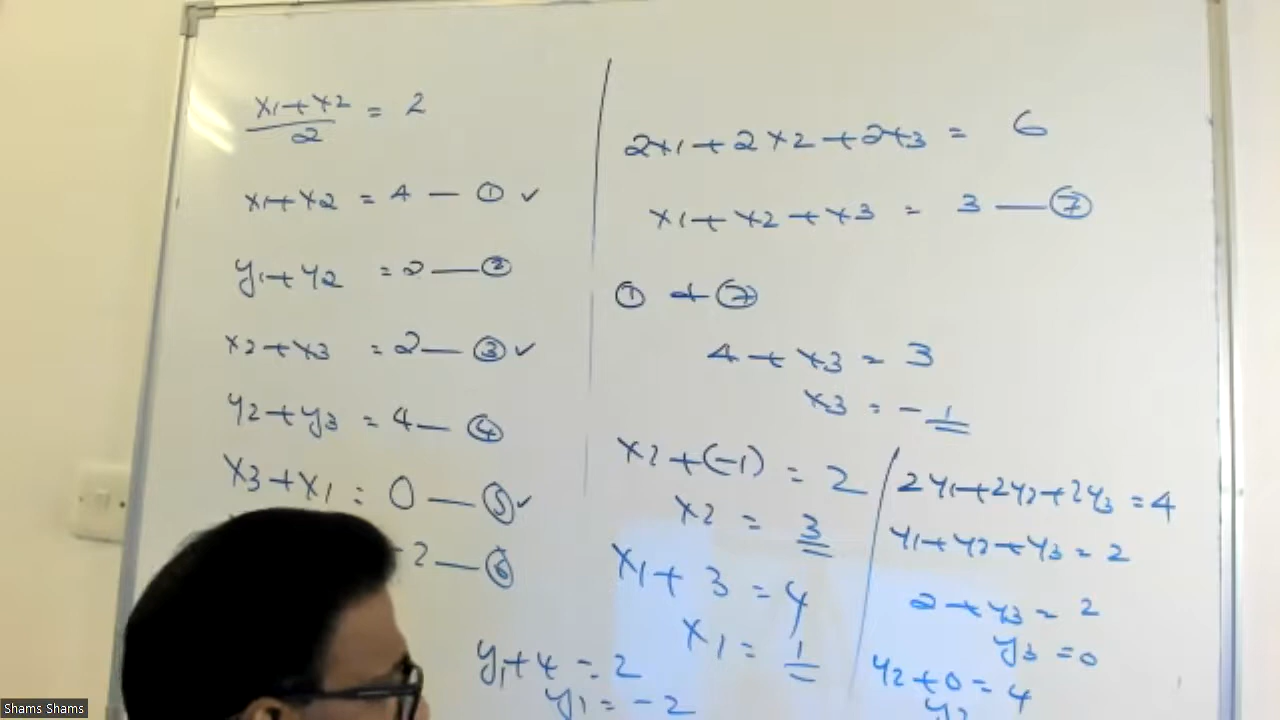 x1+x2 / 2 = 2
x1+x2 = 4 — ① ✓
y1+y2 = 2 — ②
x2+x3 = 2 — ③ ✓
y2+y3 = 4 — ④
x3+x1 = 0 — ⑤ ✓
-2 — ⑥
2x1+2x2+2x3 = 6
x1+x2+x3 = 3 — ⑦
① + ⑦
4+x3 = 3
x3 = -1
x2+(-1) = 2
x2 = 3
x1+3 = 4
x1 = 1
y1+4 = 2
y1 = -2
2y1+2y2+2y3 = 4
y1+y2+y3 = 2
2+y3 = 2
y3 = 0
y2+0 = 4
y2
Shams Shams